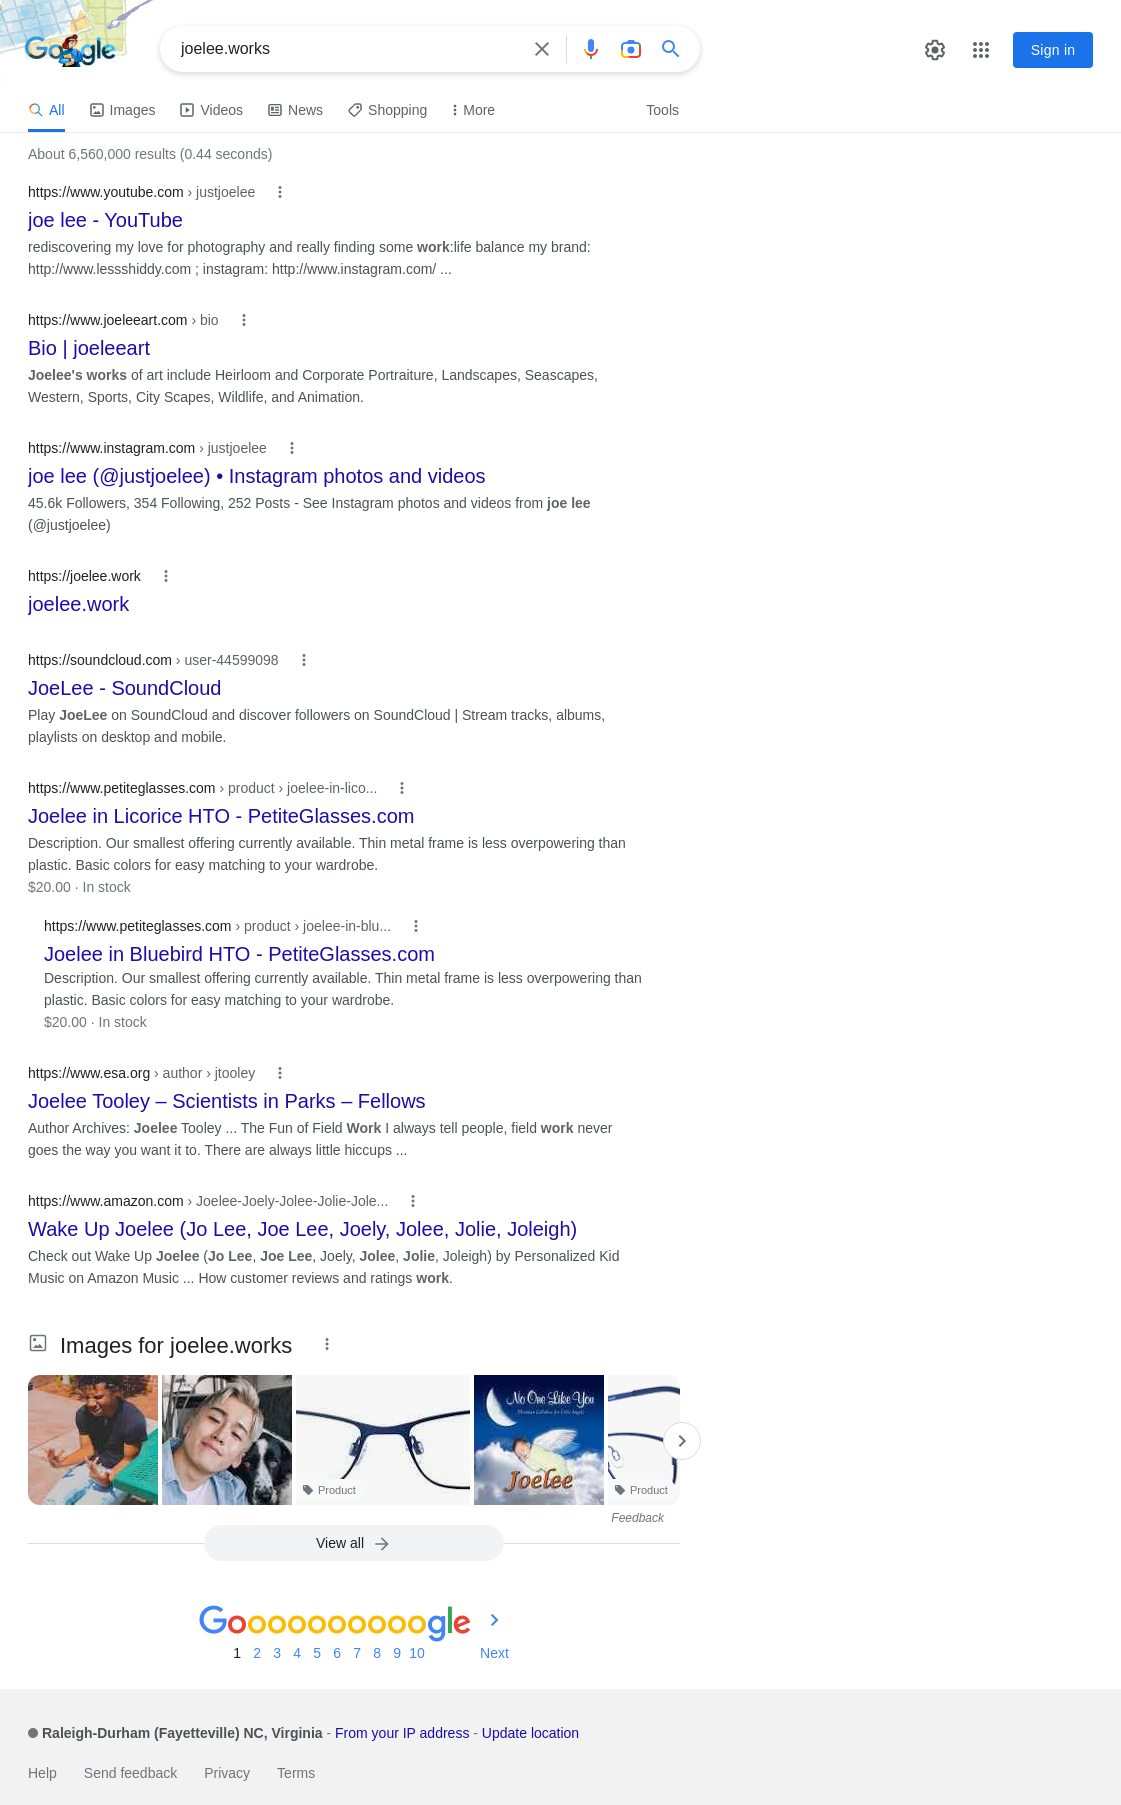 Google
joelee.works
Sign in
All Images Videos News Shopping More Tools
About 6,560,000 results (0.44 seconds)
https://www.youtube.com › justjoelee
joe lee - YouTube
rediscovering my love for photography and really finding some work:life balance my brand:
http://www.lessshiddy.com ; instagram: http://www.instagram.com/ ...
https://www.joeleeart.com › bio
Bio | joeleeart
Joelee's works of art include Heirloom and Corporate Portraiture, Landscapes, Seascapes,
Western, Sports, City Scapes, Wildlife, and Animation.
https://www.instagram.com › justjoelee
joe lee (@justjoelee) • Instagram photos and videos
45.6k Followers, 354 Following, 252 Posts - See Instagram photos and videos from joe lee
(@justjoelee)
https://joelee.work
joelee.work
https://soundcloud.com › user-44599098
JoeLee - SoundCloud
Play JoeLee on SoundCloud and discover followers on SoundCloud | Stream tracks, albums,
playlists on desktop and mobile.
https://www.petiteglasses.com › product › joelee-in-lico...
Joelee in Licorice HTO - PetiteGlasses.com
Description. Our smallest offering currently available. Thin metal frame is less overpowering than
plastic. Basic colors for easy matching to your wardrobe.
$20.00 · In stock
https://www.petiteglasses.com › product › joelee-in-blu...
Joelee in Bluebird HTO - PetiteGlasses.com
Description. Our smallest offering currently available. Thin metal frame is less overpowering than
plastic. Basic colors for easy matching to your wardrobe.
$20.00 · In stock
https://www.esa.org › author › jtooley
Joelee Tooley – Scientists in Parks – Fellows
Author Archives: Joelee Tooley ... The Fun of Field Work I always tell people, field work never
goes the way you want it to. There are always little hiccups ...
https://www.amazon.com › Joelee-Joely-Jolee-Jolie-Jole...
Wake Up Joelee (Jo Lee, Joe Lee, Joely, Jolee, Jolie, Joleigh)
Check out Wake Up Joelee (Jo Lee, Joe Lee, Joely, Jolee, Jolie, Joleigh) by Personalized Kid
Music on Amazon Music ... How customer reviews and ratings work.
Images for joelee.works
No One Like You
Joelee
Product
Product
Feedback
View all
Goooooooooogle
1 2 3 4 5 6 7 8 9 10 Next
Raleigh-Durham (Fayetteville) NC, Virginia - From your IP address - Update location
Help Send feedback Privacy Terms